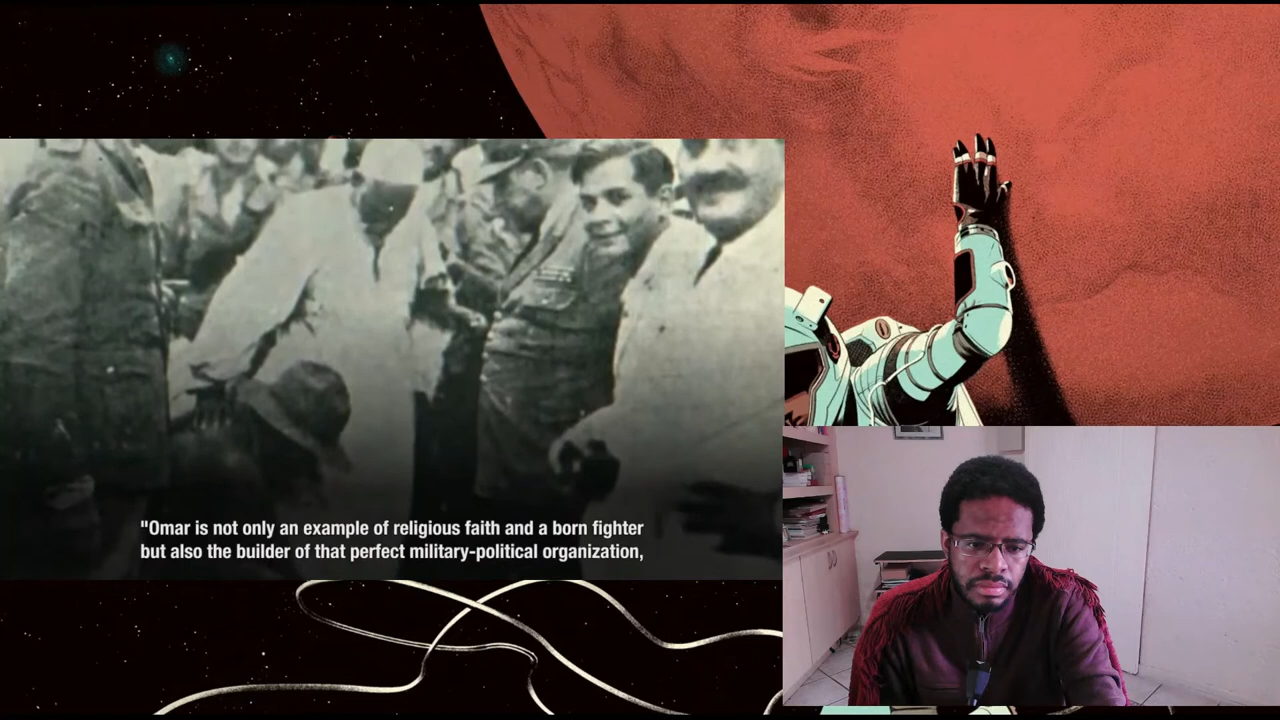 "Omar is not only an example of religious faith and a born fighter
but also the builder of that perfect military-political organization,